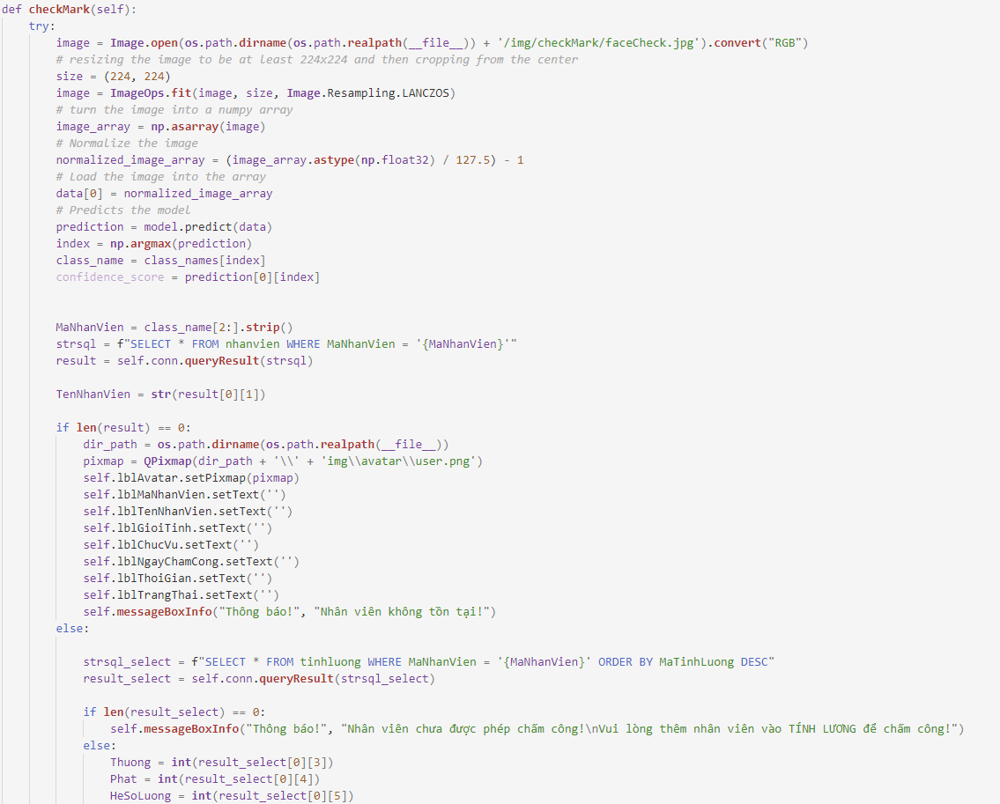 def checkMark(self):
    try:
        image = Image.open(os.path.dirname(os.path.realpath(__file__)) + '/img/checkMark/faceCheck.jpg').convert("RGB")
        # resizing the image to be at least 224x224 and then cropping from the center
        size = (224, 224)
        image = ImageOps.fit(image, size, Image.Resampling.LANCZOS)
        # turn the image into a numpy array
        image_array = np.asarray(image)
        # Normalize the image
        normalized_image_array = (image_array.astype(np.float32) / 127.5) - 1
        # Load the image into the array
        data[0] = normalized_image_array
        # Predicts the model
        prediction = model.predict(data)
        index = np.argmax(prediction)
        class_name = class_names[index]
        confidence_score = prediction[0][index]
        MaNhanVien = class_name[2:].strip()
        strsql = f"SELECT * FROM nhanvien WHERE MaNhanVien = '{MaNhanVien}'"
        result = self.conn.queryResult(strsql)
        TenNhanVien = str(result[0][1])
        if len(result) == 0:
            dir_path = os.path.dirname(os.path.realpath(__file__))
            pixmap = QPixmap(dir_path + '\\' + 'img\\avatar\\user.png')
            self.lblAvatar.setPixmap(pixmap)
            self.lblMaNhanVien.setText('')
            self.lblTenNhanVien.setText('')
            self.lblGioiTinh.setText('')
            self.lblChucVu.setText('')
            self.lblNgayChamCong.setText('')
            self.lblThoiGian.setText('')
            self.lblTrangThai.setText('')
            self.messageBoxInfo("Thông báo!", "Nhân viên không tồn tại!")
        else:
            strsql_select = f"SELECT * FROM tinhluong WHERE MaNhanVien = '{MaNhanVien}' ORDER BY MaTinhLuong DESC"
            result_select = self.conn.queryResult(strsql_select)
            if len(result_select) == 0:
                self.messageBoxInfo("Thông báo!", "Nhân viên chưa được phép chấm công!\nVui lòng thêm nhân viên vào TÍNH LƯƠNG để chấm công!")
            else:
                Thuong = int(result_select[0][3])
                Phat = int(result_select[0][4])
                HeSoLuong = int(result_select[0][5])